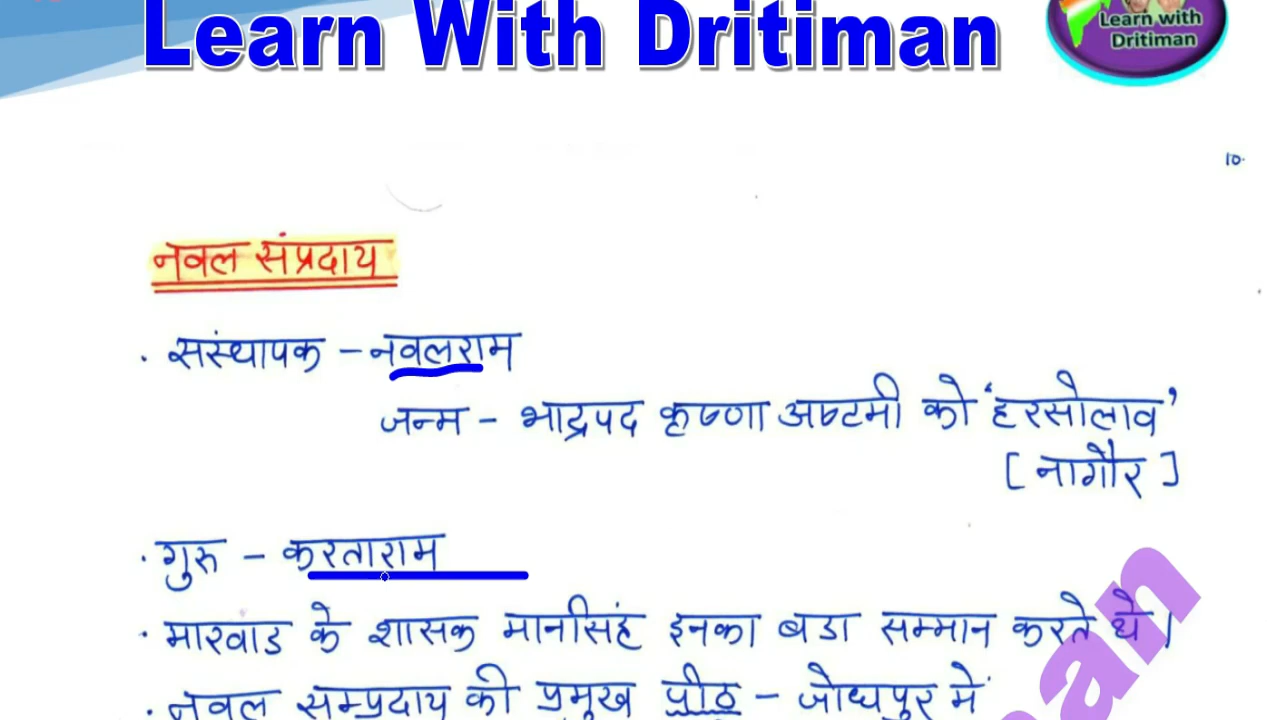 Learn With Dritiman
Learn with
Dritiman
10.
नवल संप्रदाय
. संस्थापक – नवलराम
जन्म – भाद्रपद कृष्णा अष्टमी को 'हरसोलाव'
[नागौर]
. गुरु – करताराम
. मारवाड के शासक मानीसंह इनका बडा सम्मान करते थे।
. नवल सम्प्रदाय की प्रमुख पीठ – जोधपुर में
man